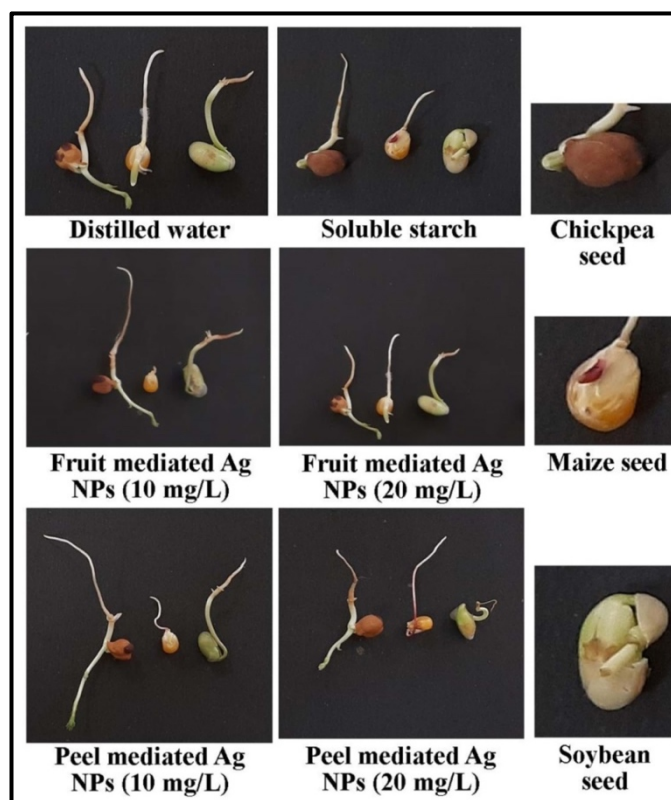 Distilled water
Soluble starch
Chickpea
seed
Fruit mediated Ag
NPs (10 mg/L)
Fruit mediated Ag
NPs (20 mg/L)
Maize seed
Peel mediated Ag
NPs (10 mg/L)
Peel mediated Ag
NPs (20 mg/L)
Soybean
seed